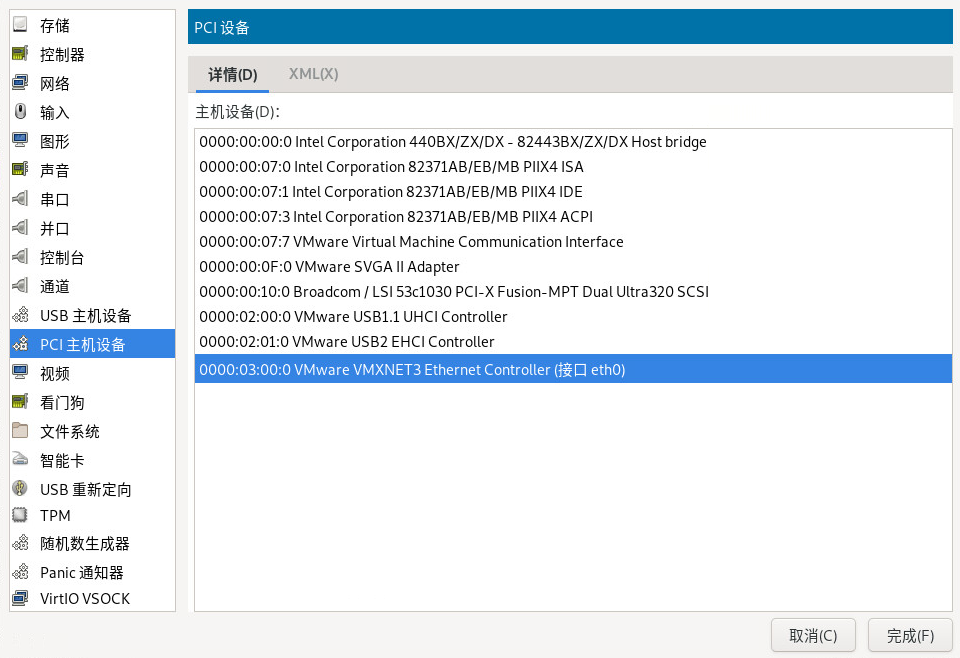 存储
控制器
网络
输入
图形
声音
串口
并口
控制台
通道
USB 主机设备
PCI 主机设备
视频
看门狗
文件系统
智能卡
USB 重新定向
TPM
随机数生成器
Panic 通知器
VirtIO VSOCK
PCI 设备
详情(D)
XML(X)
主机设备(D)：
0000:00:00:0 Intel Corporation 440BX/ZX/DX - 82443BX/ZX/DX Host bridge
0000:00:07:0 Intel Corporation 82371AB/EB/MB PIIX4 ISA
0000:00:07:1 Intel Corporation 82371AB/EB/MB PIIX4 IDE
0000:00:07:3 Intel Corporation 82371AB/EB/MB PIIX4 ACPI
0000:00:07:7 VMware Virtual Machine Communication Interface
0000:00:0F:0 VMware SVGA II Adapter
0000:00:10:0 Broadcom / LSI 53c1030 PCI-X Fusion-MPT Dual Ultra320 SCSI
0000:02:00:0 VMware USB1.1 UHCI Controller
0000:02:01:0 VMware USB2 EHCI Controller
0000:03:00:0 VMware VMXNET3 Ethernet Controller (接口 eth0)
取消(C)
完成(F)